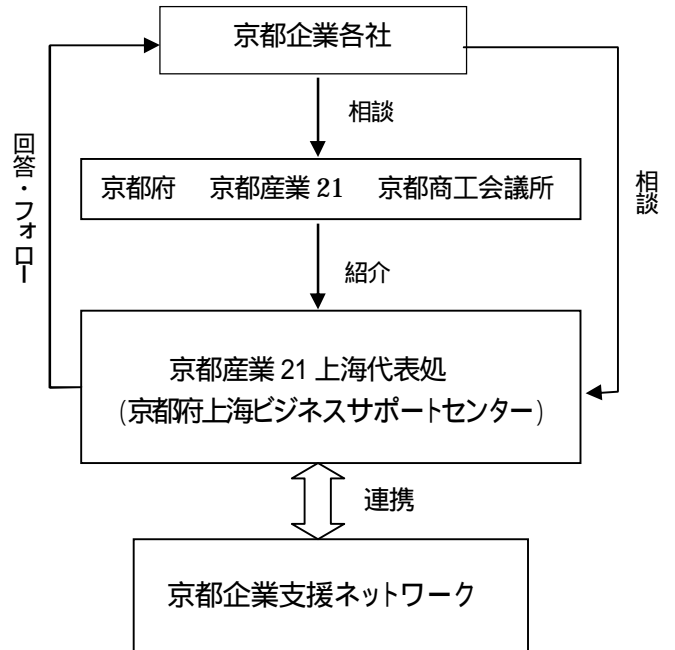 京都企業各社
相談
京都府　京都産業 21　京都商工会議所
回答・フォロー
相談
紹介
京都産業 21 上海代表処
(京都府上海ビジネスサポートセンター)
連携
京都企業支援ネットワーク